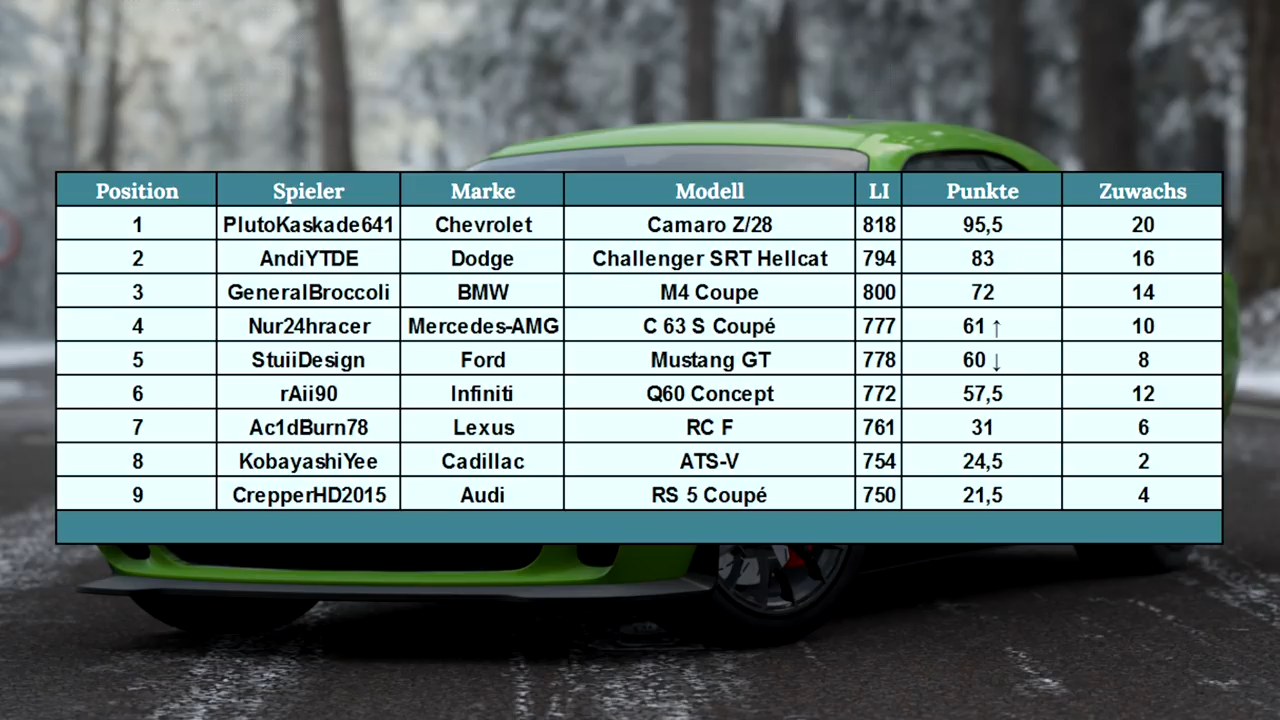 Position Spieler Marke Modell LI Punkte Zuwachs
1 PlutoKaskade641 Chevrolet Camaro Z/28 818 95,5 20
2 AndiYTDE Dodge Challenger SRT Hellcat 794 83 16
3 GeneralBroccoli BMW M4 Coupe 800 72 14
4 Nur24hracer Mercedes-AMG C 63 S Coupé 777 61 ↑ 10
5 StuiiDesign Ford Mustang GT 778 60 ↓ 8
6 rAii90 Infiniti Q60 Concept 772 57,5 12
7 Ac1dBurn78 Lexus RC F 761 31 6
8 KobayashiYee Cadillac ATS-V 754 24,5 2
9 CrepperHD2015 Audi RS 5 Coupé 750 21,5 4